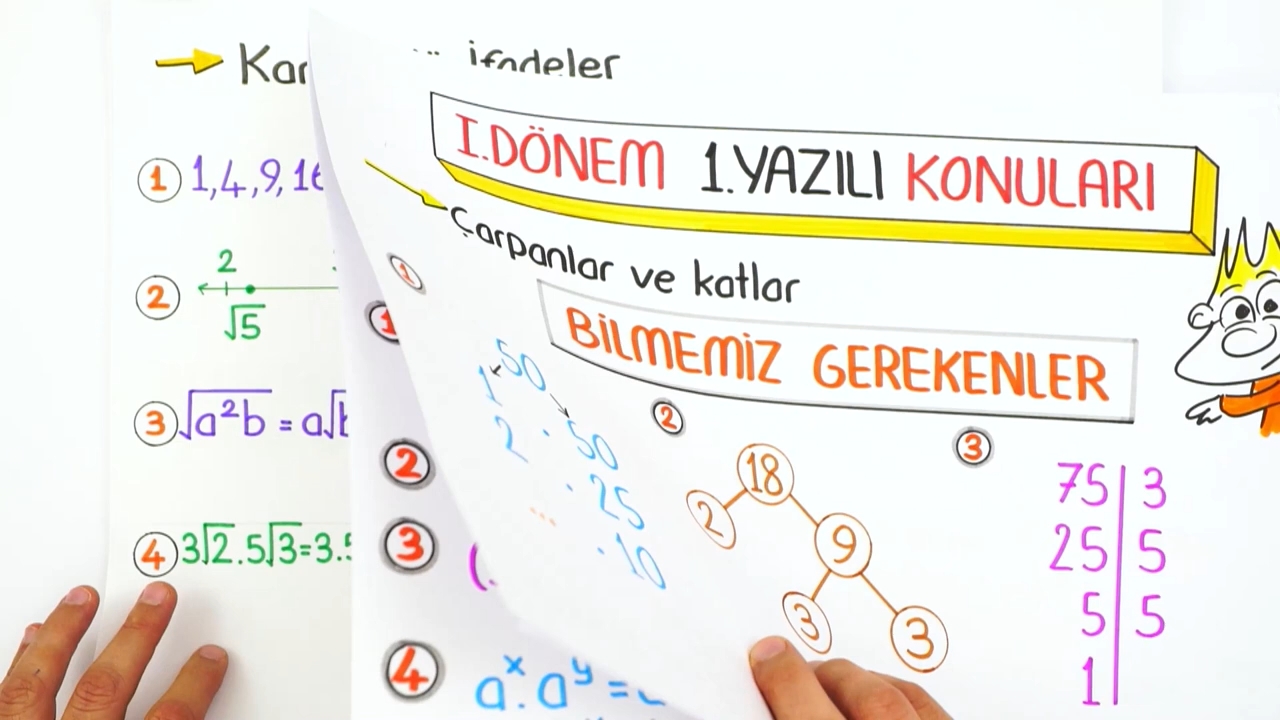 ifadeler
① 1, 4, 9, 16
② 2
√5
③ √a²b = a√b
④ 3√2.5√3=3.5
I.DÖNEM 1.YAZILI KONULARI
Çarpanlar ve katlar
BİLMEMİZ GEREKENLER
①
50
1 . 50
2 . 25
... . 10
②
18
2 9
3 3
③
75 | 3
25 | 5
5 | 5
1
1
2
3 (.
4 aˣ.aʸ =